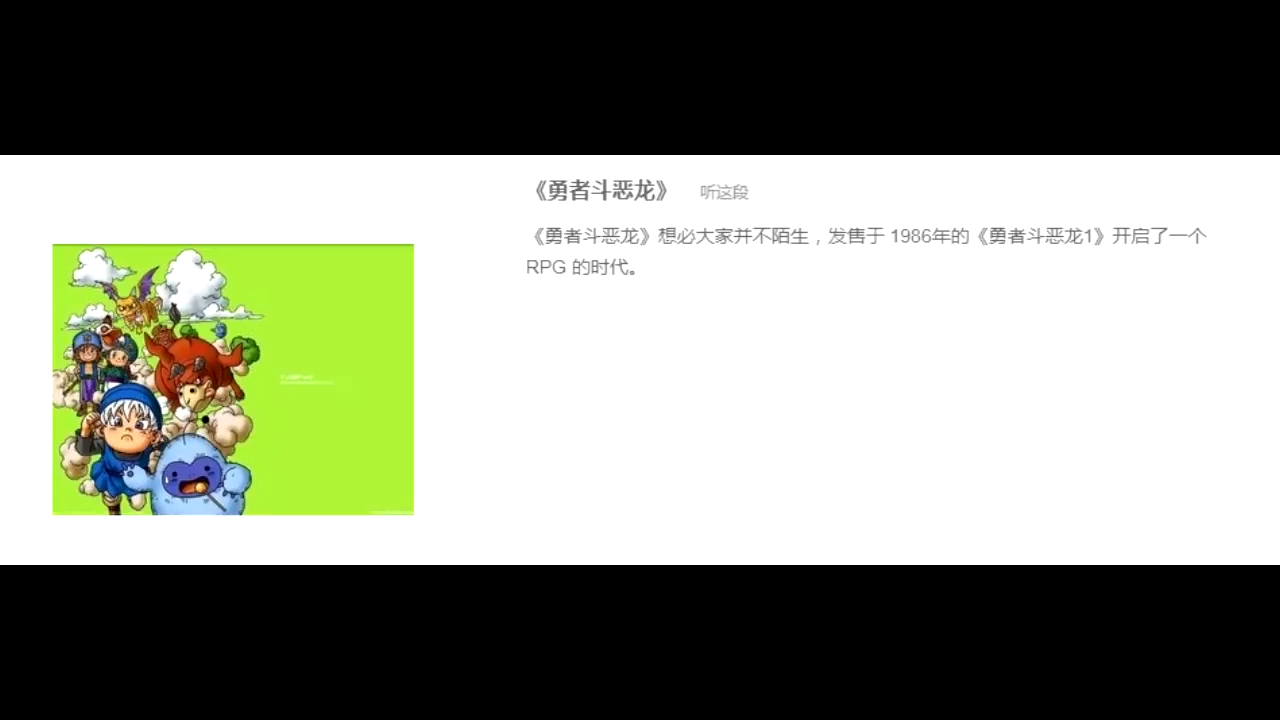 《勇者斗恶龙》 听这段
《勇者斗恶龙》想必大家并不陌生，发售于 1986年的《勇者斗恶龙1》开启了一个
RPG 的时代。